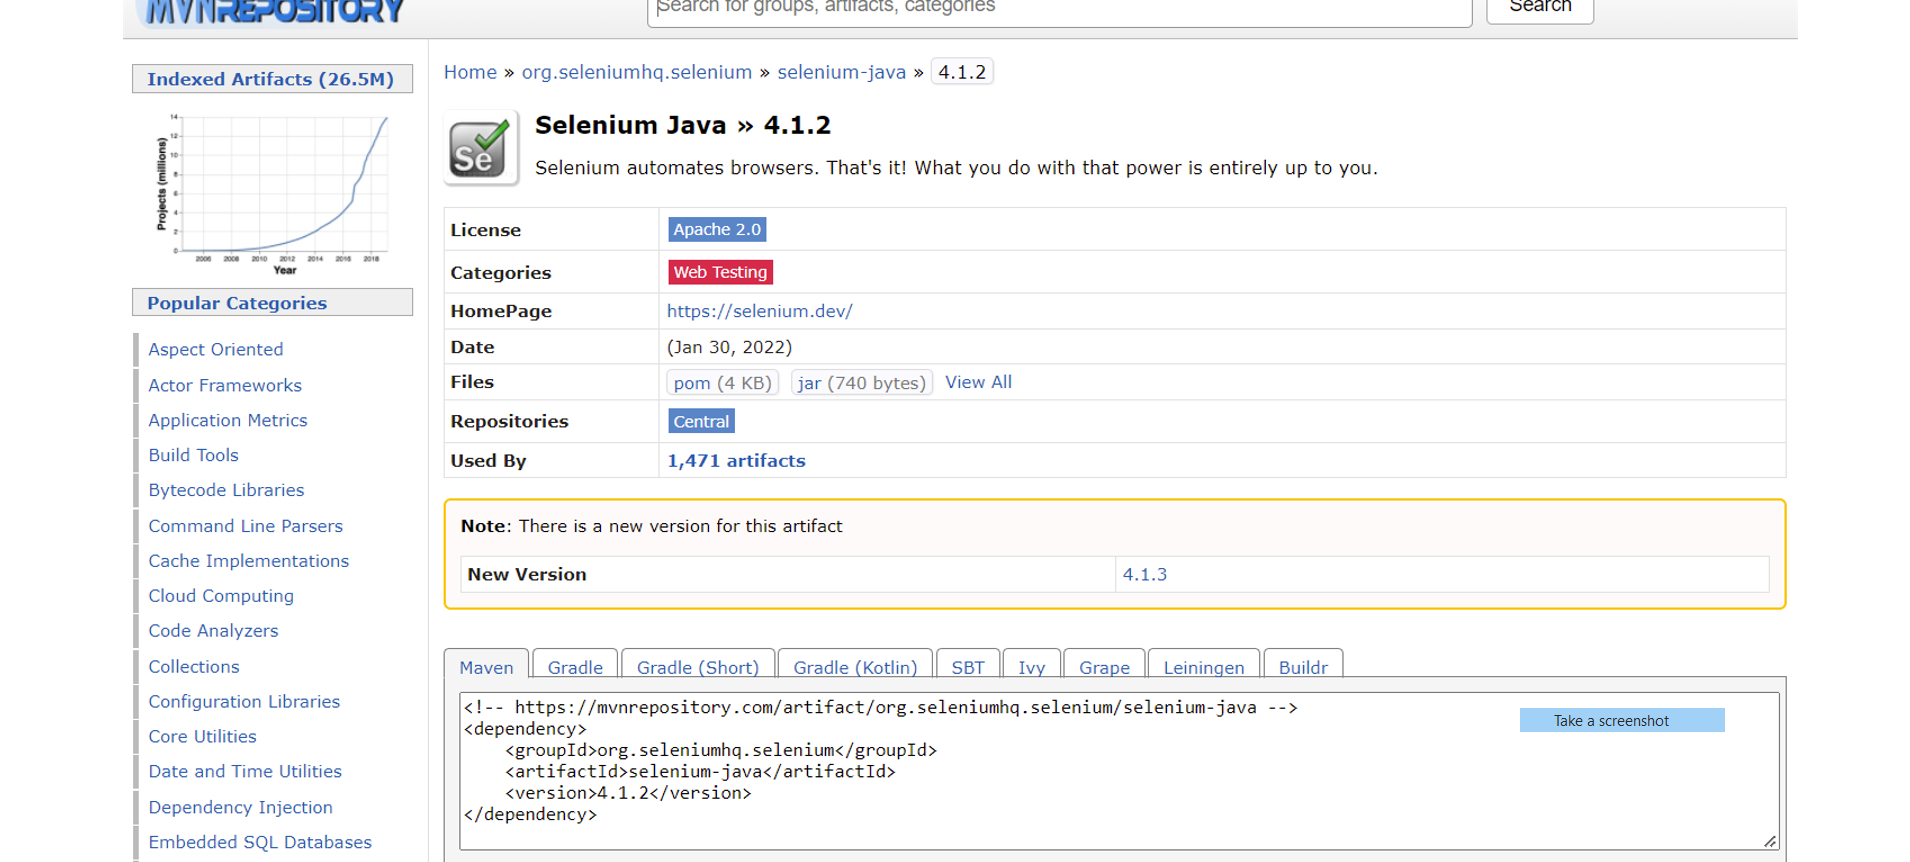 MVNREPOSITORY
Search for groups, artifacts, categories
Search
Indexed Artifacts (26.5M)
Projects (millions)
14
12
10
8
6
4
2
0
2006 2008 2010 2012 2014 2016 2018
Year
Popular Categories
Aspect Oriented
Actor Frameworks
Application Metrics
Build Tools
Bytecode Libraries
Command Line Parsers
Cache Implementations
Cloud Computing
Code Analyzers
Collections
Configuration Libraries
Core Utilities
Date and Time Utilities
Dependency Injection
Embedded SQL Databases
Home » org.seleniumhq.selenium » selenium-java » 4.1.2
Se
Selenium Java » 4.1.2
Selenium automates browsers. That's it! What you do with that power is entirely up to you.
License Apache 2.0
Categories Web Testing
HomePage https://selenium.dev/
Date (Jan 30, 2022)
Files pom (4 KB) jar (740 bytes) View All
Repositories Central
Used By 1,471 artifacts
Note: There is a new version for this artifact
New Version 4.1.3
Maven Gradle Gradle (Short) Gradle (Kotlin) SBT Ivy Grape Leiningen Buildr
<!-- https://mvnrepository.com/artifact/org.seleniumhq.selenium/selenium-java -->
<dependency>
    <groupId>org.seleniumhq.selenium</groupId>
    <artifactId>selenium-java</artifactId>
    <version>4.1.2</version>
</dependency>
Take a screenshot